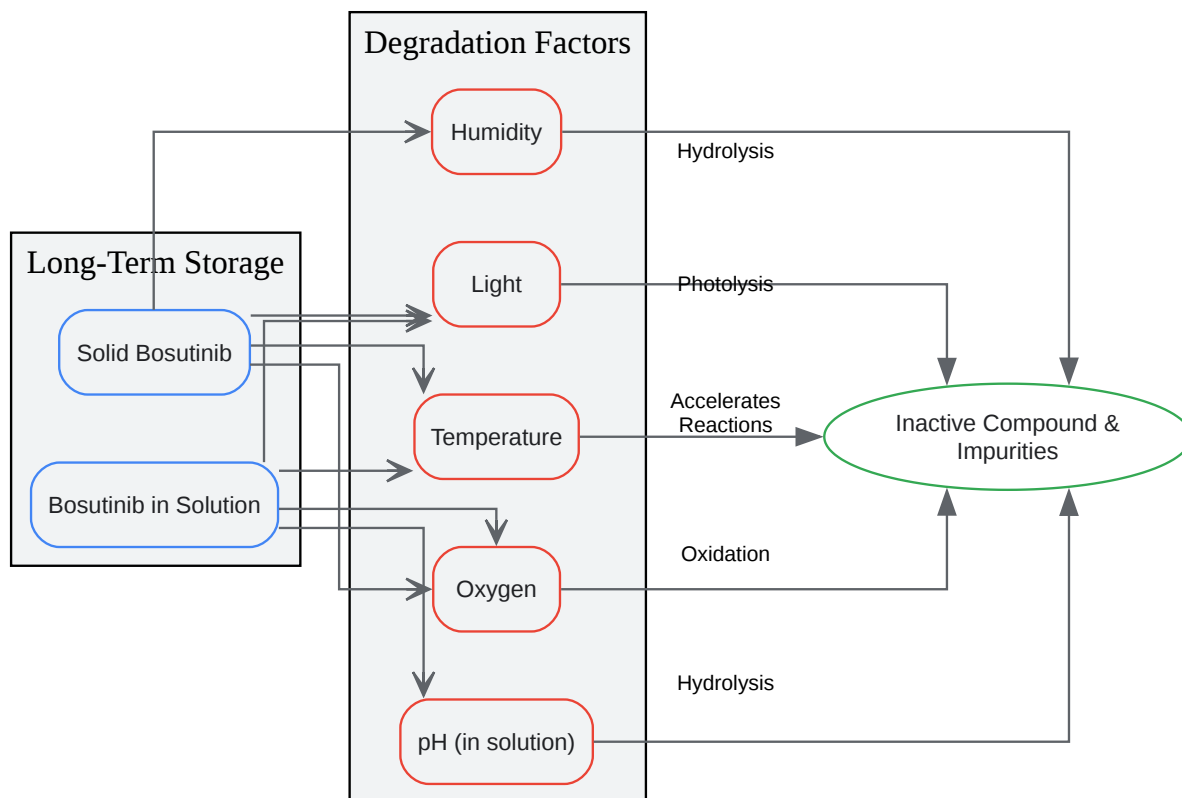 Degradation Factors
Humidity
Hydrolysis
Long-Term Storage
Light
Photolysis
Solid Bosutinib
Accelerates
Reactions
Temperature
Inactive Compound &
Impurities
Bosutinib in Solution
Oxidation
Oxygen
Hydrolysis
pH (in solution)